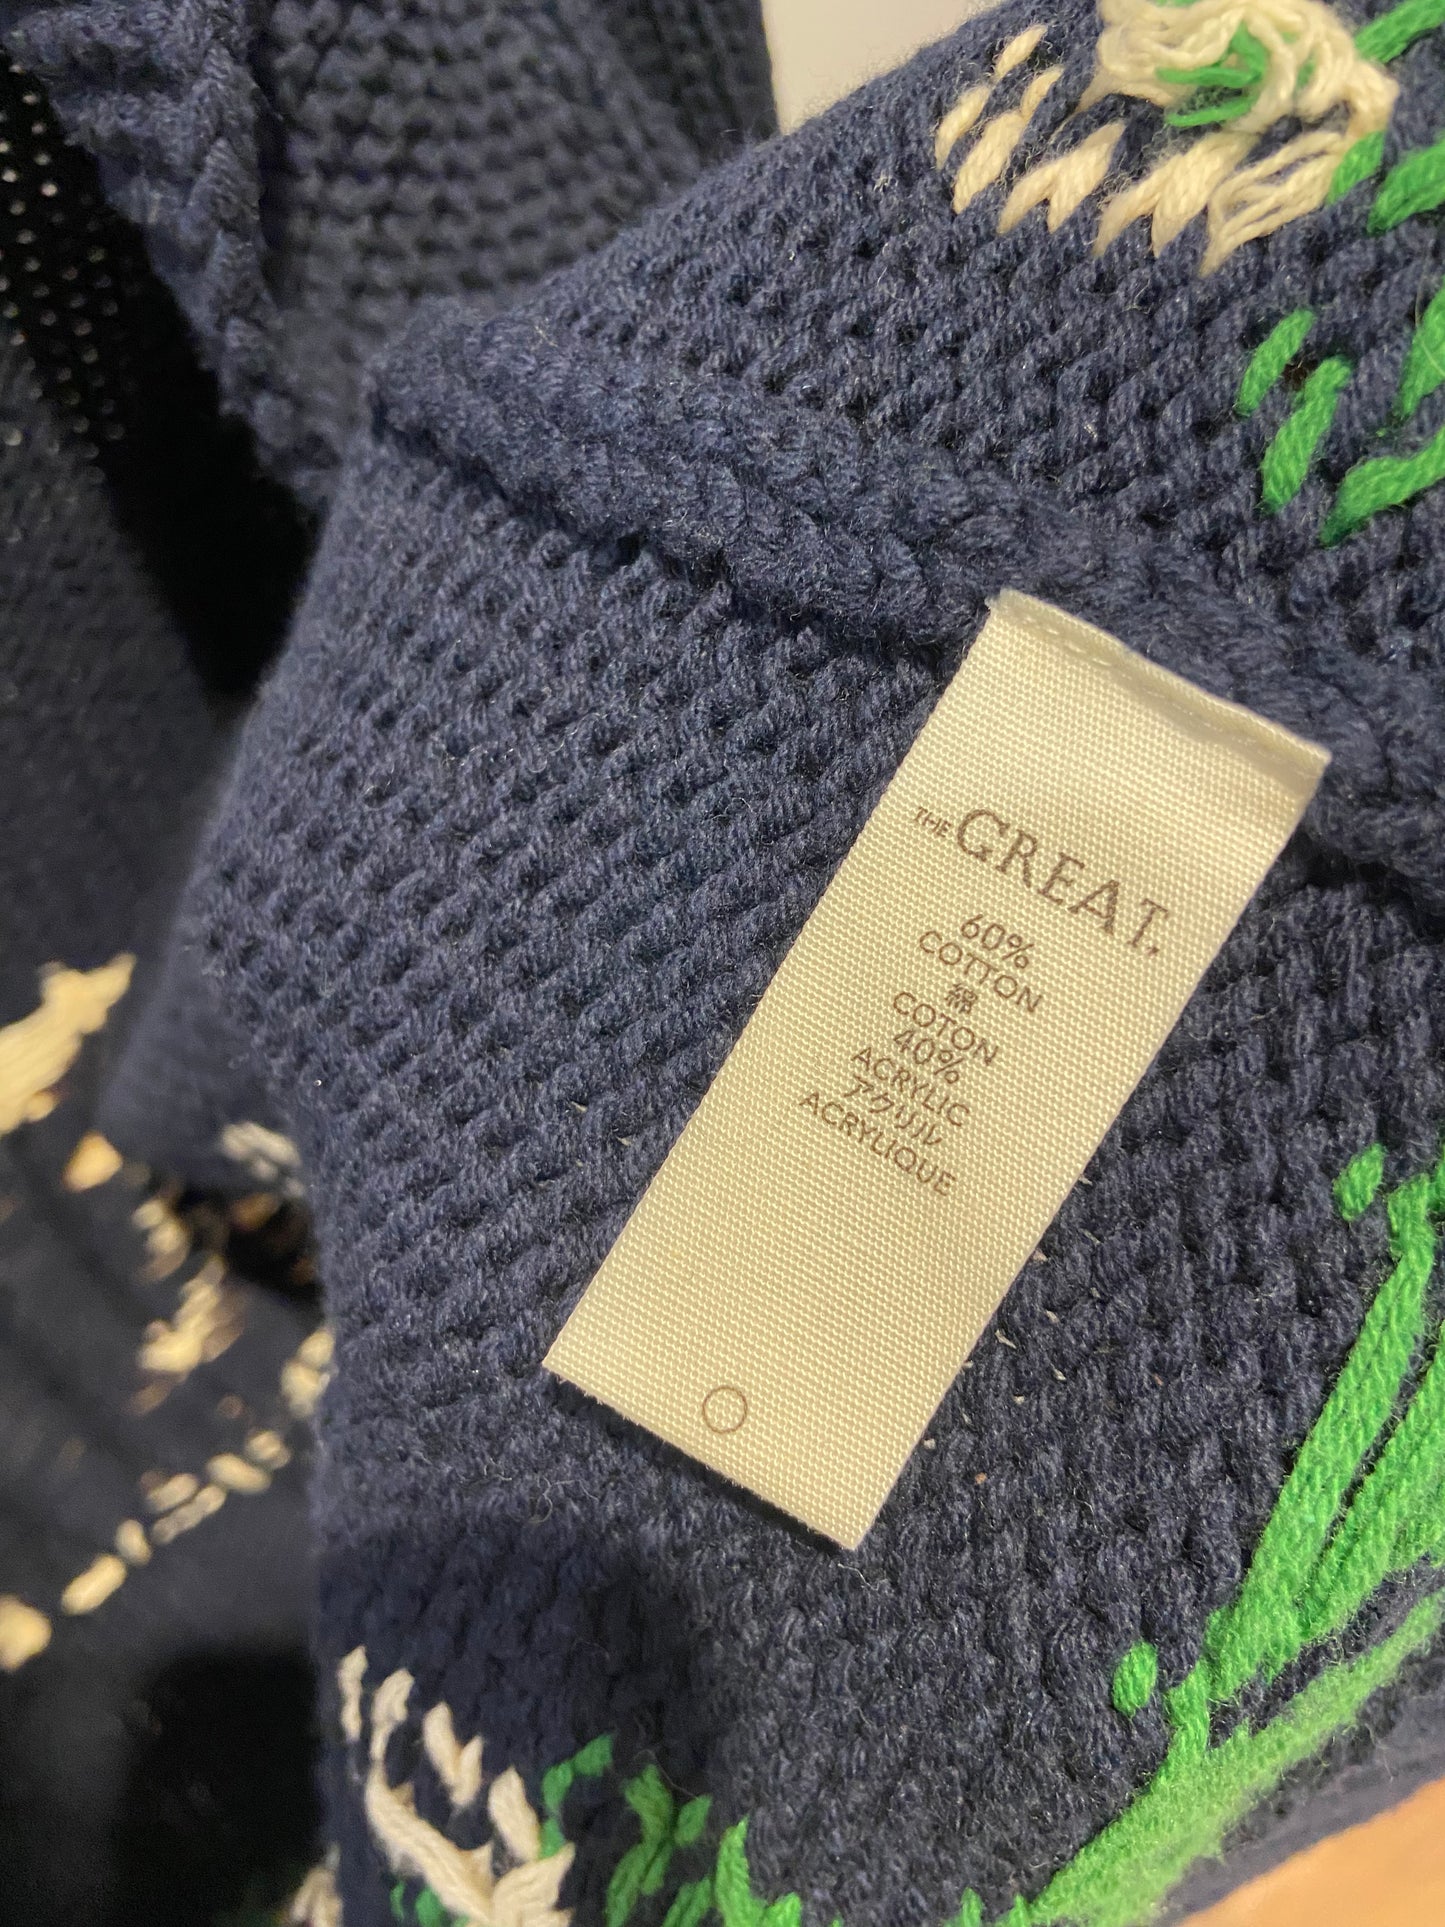 THE GREAT.
60%
COTTON
綿
COTON
40%
ACRYLIC
アクリル
ACRYLIQUE